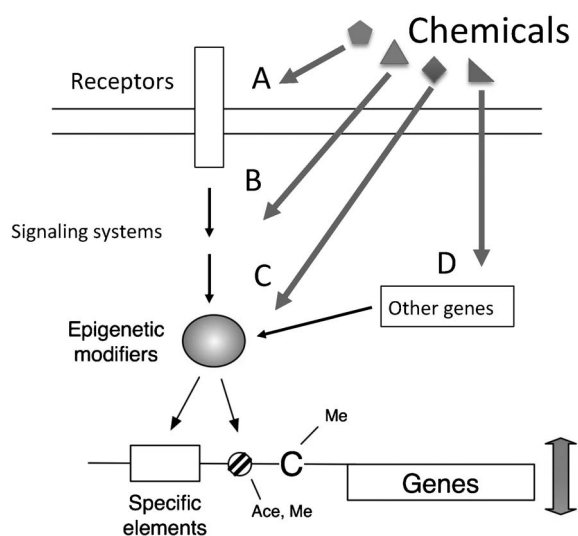 Chemicals
Receptors
A
B
Signaling systems
C
D
Other genes
Epigenetic
modifiers
Me
C
Genes
Specific
elements
Ace, Me